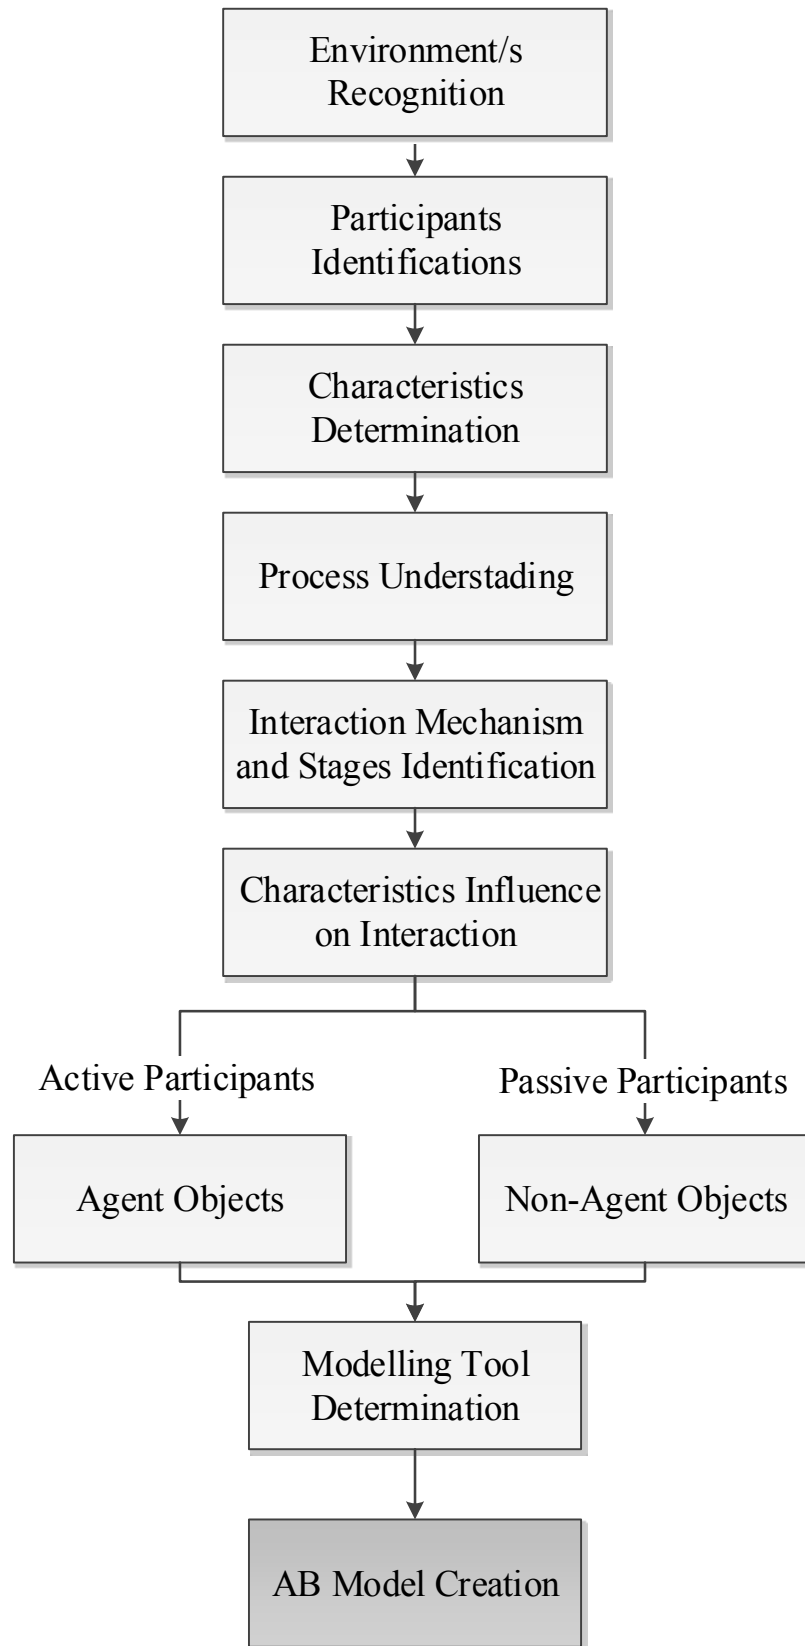 Environment/s
Recognition
Participants
Identifications
Characteristics
Determination
Process Understading
Interaction Mechanism
and Stages Identification
Characteristics Influence
on Interaction
Active Participants
Passive Participants
Agent Objects
Non-Agent Objects
Modelling Tool
Determination
AB Model Creation